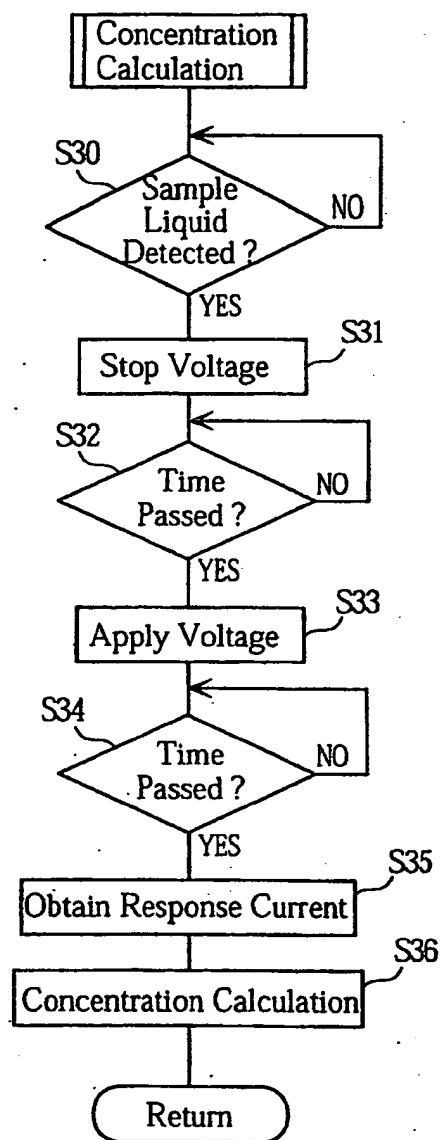 Concentration
Calculation
S30
Sample
Liquid
Detected ?
NO
YES
S31
Stop Voltage
S32
Time
Passed ?
NO
YES
S33
Apply Voltage
S34
Time
Passed ?
NO
YES
S35
Obtain Response Current
S36
Concentration Calculation
Return